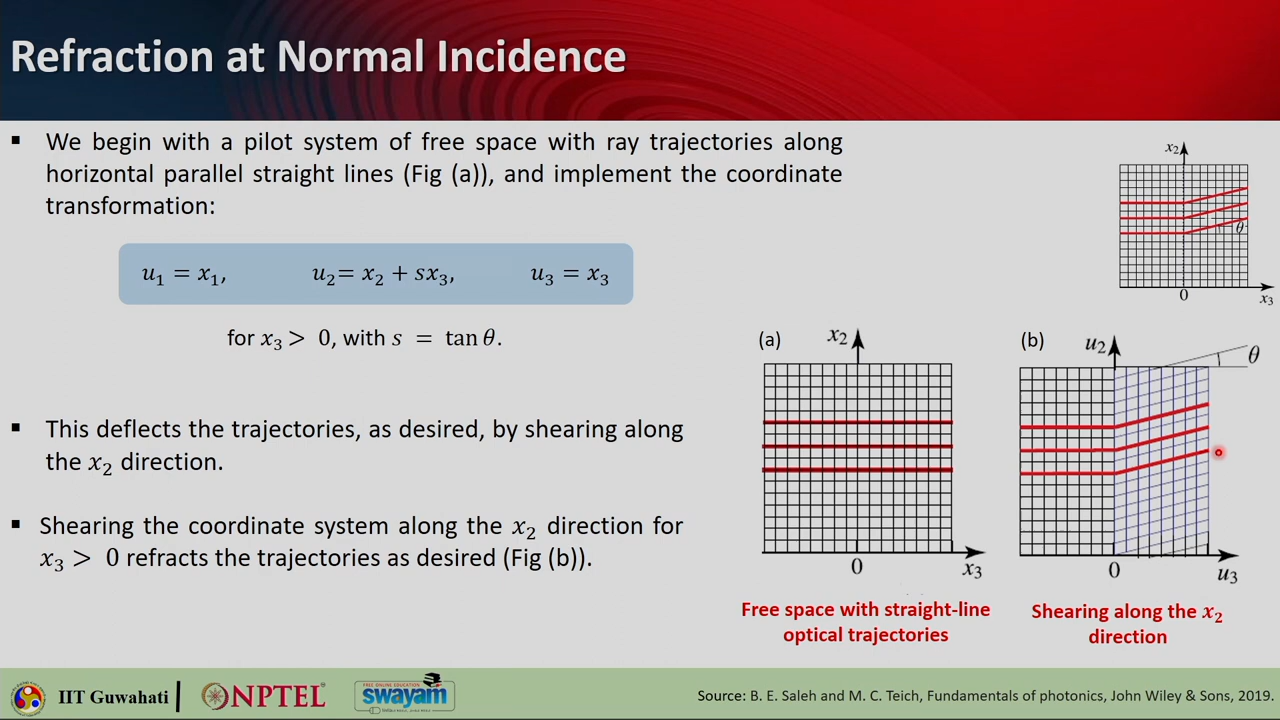 Refraction at Normal Incidence
▪ We begin with a pilot system of free space with ray trajectories along
horizontal parallel straight lines (Fig (a)), and implement the coordinate
transformation:
u₁ = x₁, u₂= x₂ + sx₃, u₃ = x₃
for x₃ > 0, with s = tan θ.
▪ This deflects the trajectories, as desired, by shearing along
the x₂ direction.
▪ Shearing the coordinate system along the x₂ direction for
x₃ > 0 refracts the trajectories as desired (Fig (b)).
x₂
θ
0
x₃
(a)
x₂
0
x₃
Free space with straight-line
optical trajectories
(b)
u₂
θ
0
u₃
Shearing along the x₂
direction
IIT Guwahati
NPTEL
FREE ONLINE EDUCATION
swayam
Source: B. E. Saleh and M. C. Teich, Fundamentals of photonics, John Wiley & Sons, 2019.